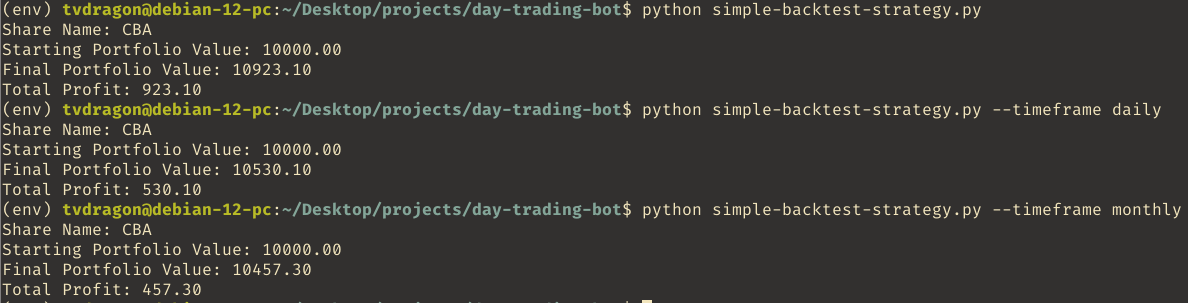 (env) tvdragon@debian-12-pc:~/Desktop/projects/day-trading-bot$ python simple-backtest-strategy.py
Share Name: CBA
Starting Portfolio Value: 10000.00
Final Portfolio Value: 10923.10
Total Profit: 923.10
(env) tvdragon@debian-12-pc:~/Desktop/projects/day-trading-bot$ python simple-backtest-strategy.py --timeframe daily
Share Name: CBA
Starting Portfolio Value: 10000.00
Final Portfolio Value: 10530.10
Total Profit: 530.10
(env) tvdragon@debian-12-pc:~/Desktop/projects/day-trading-bot$ python simple-backtest-strategy.py --timeframe monthly
Share Name: CBA
Starting Portfolio Value: 10000.00
Final Portfolio Value: 10457.30
Total Profit: 457.30